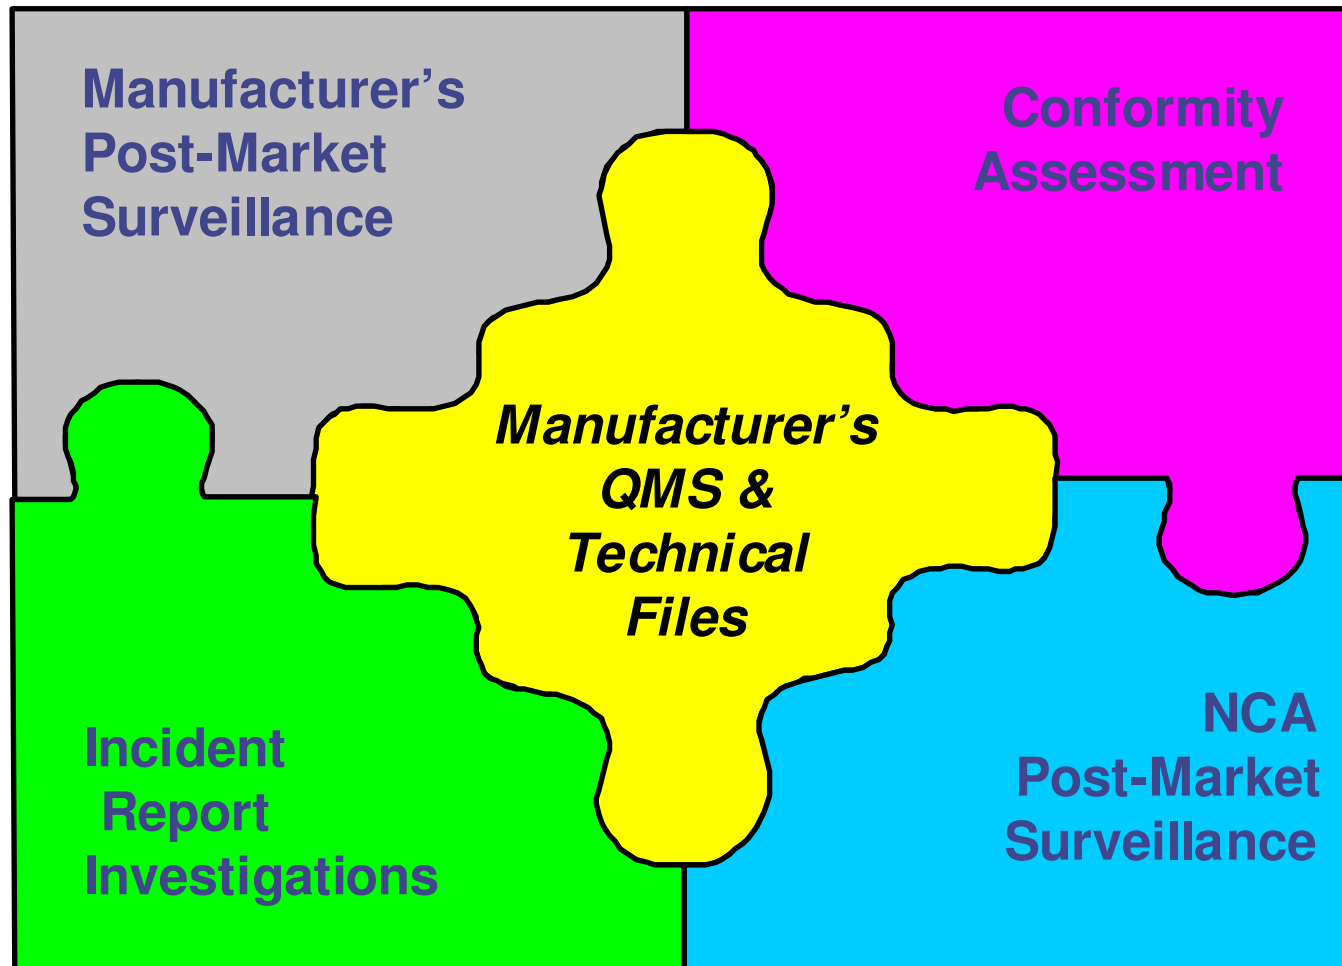 Manufacturer’s
Post-Market
Surveillance
Conformity
Assessment
Manufacturer’s
QMS &
Technical
Files
Incident
Report
Investigations
NCA
Post-Market
Surveillance